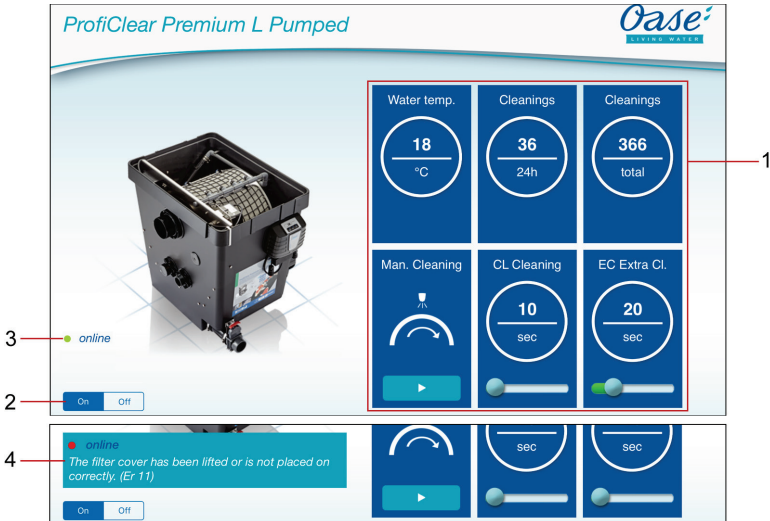 ProfiClear Premium L Pumped
Oase
LIVING WATER
Water temp.
18
°C
Cleanings
36
24h
Cleanings
366
total
1
Man. Cleaning
CL Cleaning
10
sec
EC Extra Cl.
20
sec
3
online
2
On Off
4
online
The filter cover has been lifted or is not placed on
correctly. (Er 11)
On Off
sec
sec